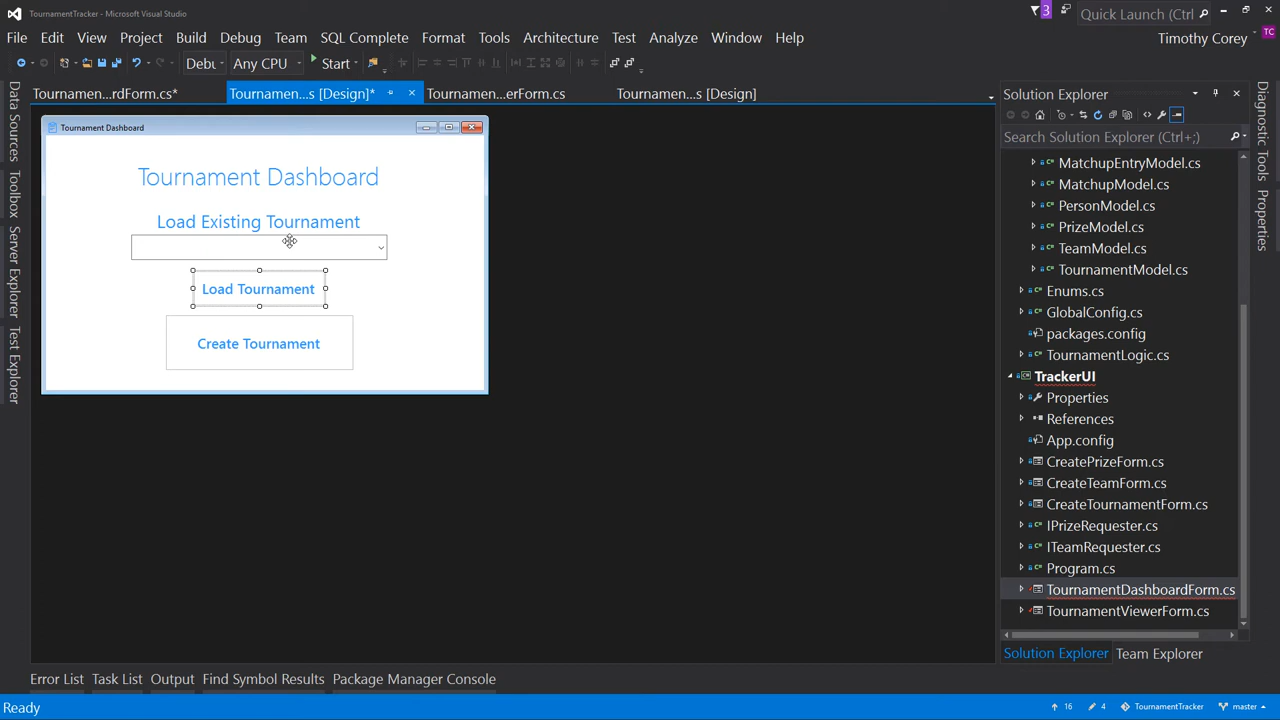 TournamentTracker - Microsoft Visual Studio
3
Quick Launch (Ctrl
File Edit View Project Build Debug Team SQL Complete Format Tools Architecture Test Analyze Window Help
Timothy Corey
TC
Debu Any CPU Start
Tournamen...rdForm.cs* Tournamen...s [Design]* Tournamen...erForm.cs Tournamen...s [Design]
Data Sources
Toolbox
Server Explorer
Test Explorer
Tournament Dashboard
Tournament Dashboard
Load Existing Tournament
Load Tournament
Create Tournament
Solution Explorer
Search Solution Explorer (Ctrl+;)
MatchupEntryModel.cs
MatchupModel.cs
PersonModel.cs
PrizeModel.cs
TeamModel.cs
TournamentModel.cs
Enums.cs
GlobalConfig.cs
packages.config
TournamentLogic.cs
TrackerUI
Properties
References
App.config
CreatePrizeForm.cs
CreateTeamForm.cs
CreateTournamentForm.cs
IPrizeRequester.cs
ITeamRequester.cs
Program.cs
TournamentDashboardForm.cs
TournamentViewerForm.cs
Solution Explorer Team Explorer
Diagnostic Tools
Properties
Error List Task List Output Find Symbol Results Package Manager Console
Ready
16 4 TournamentTracker master